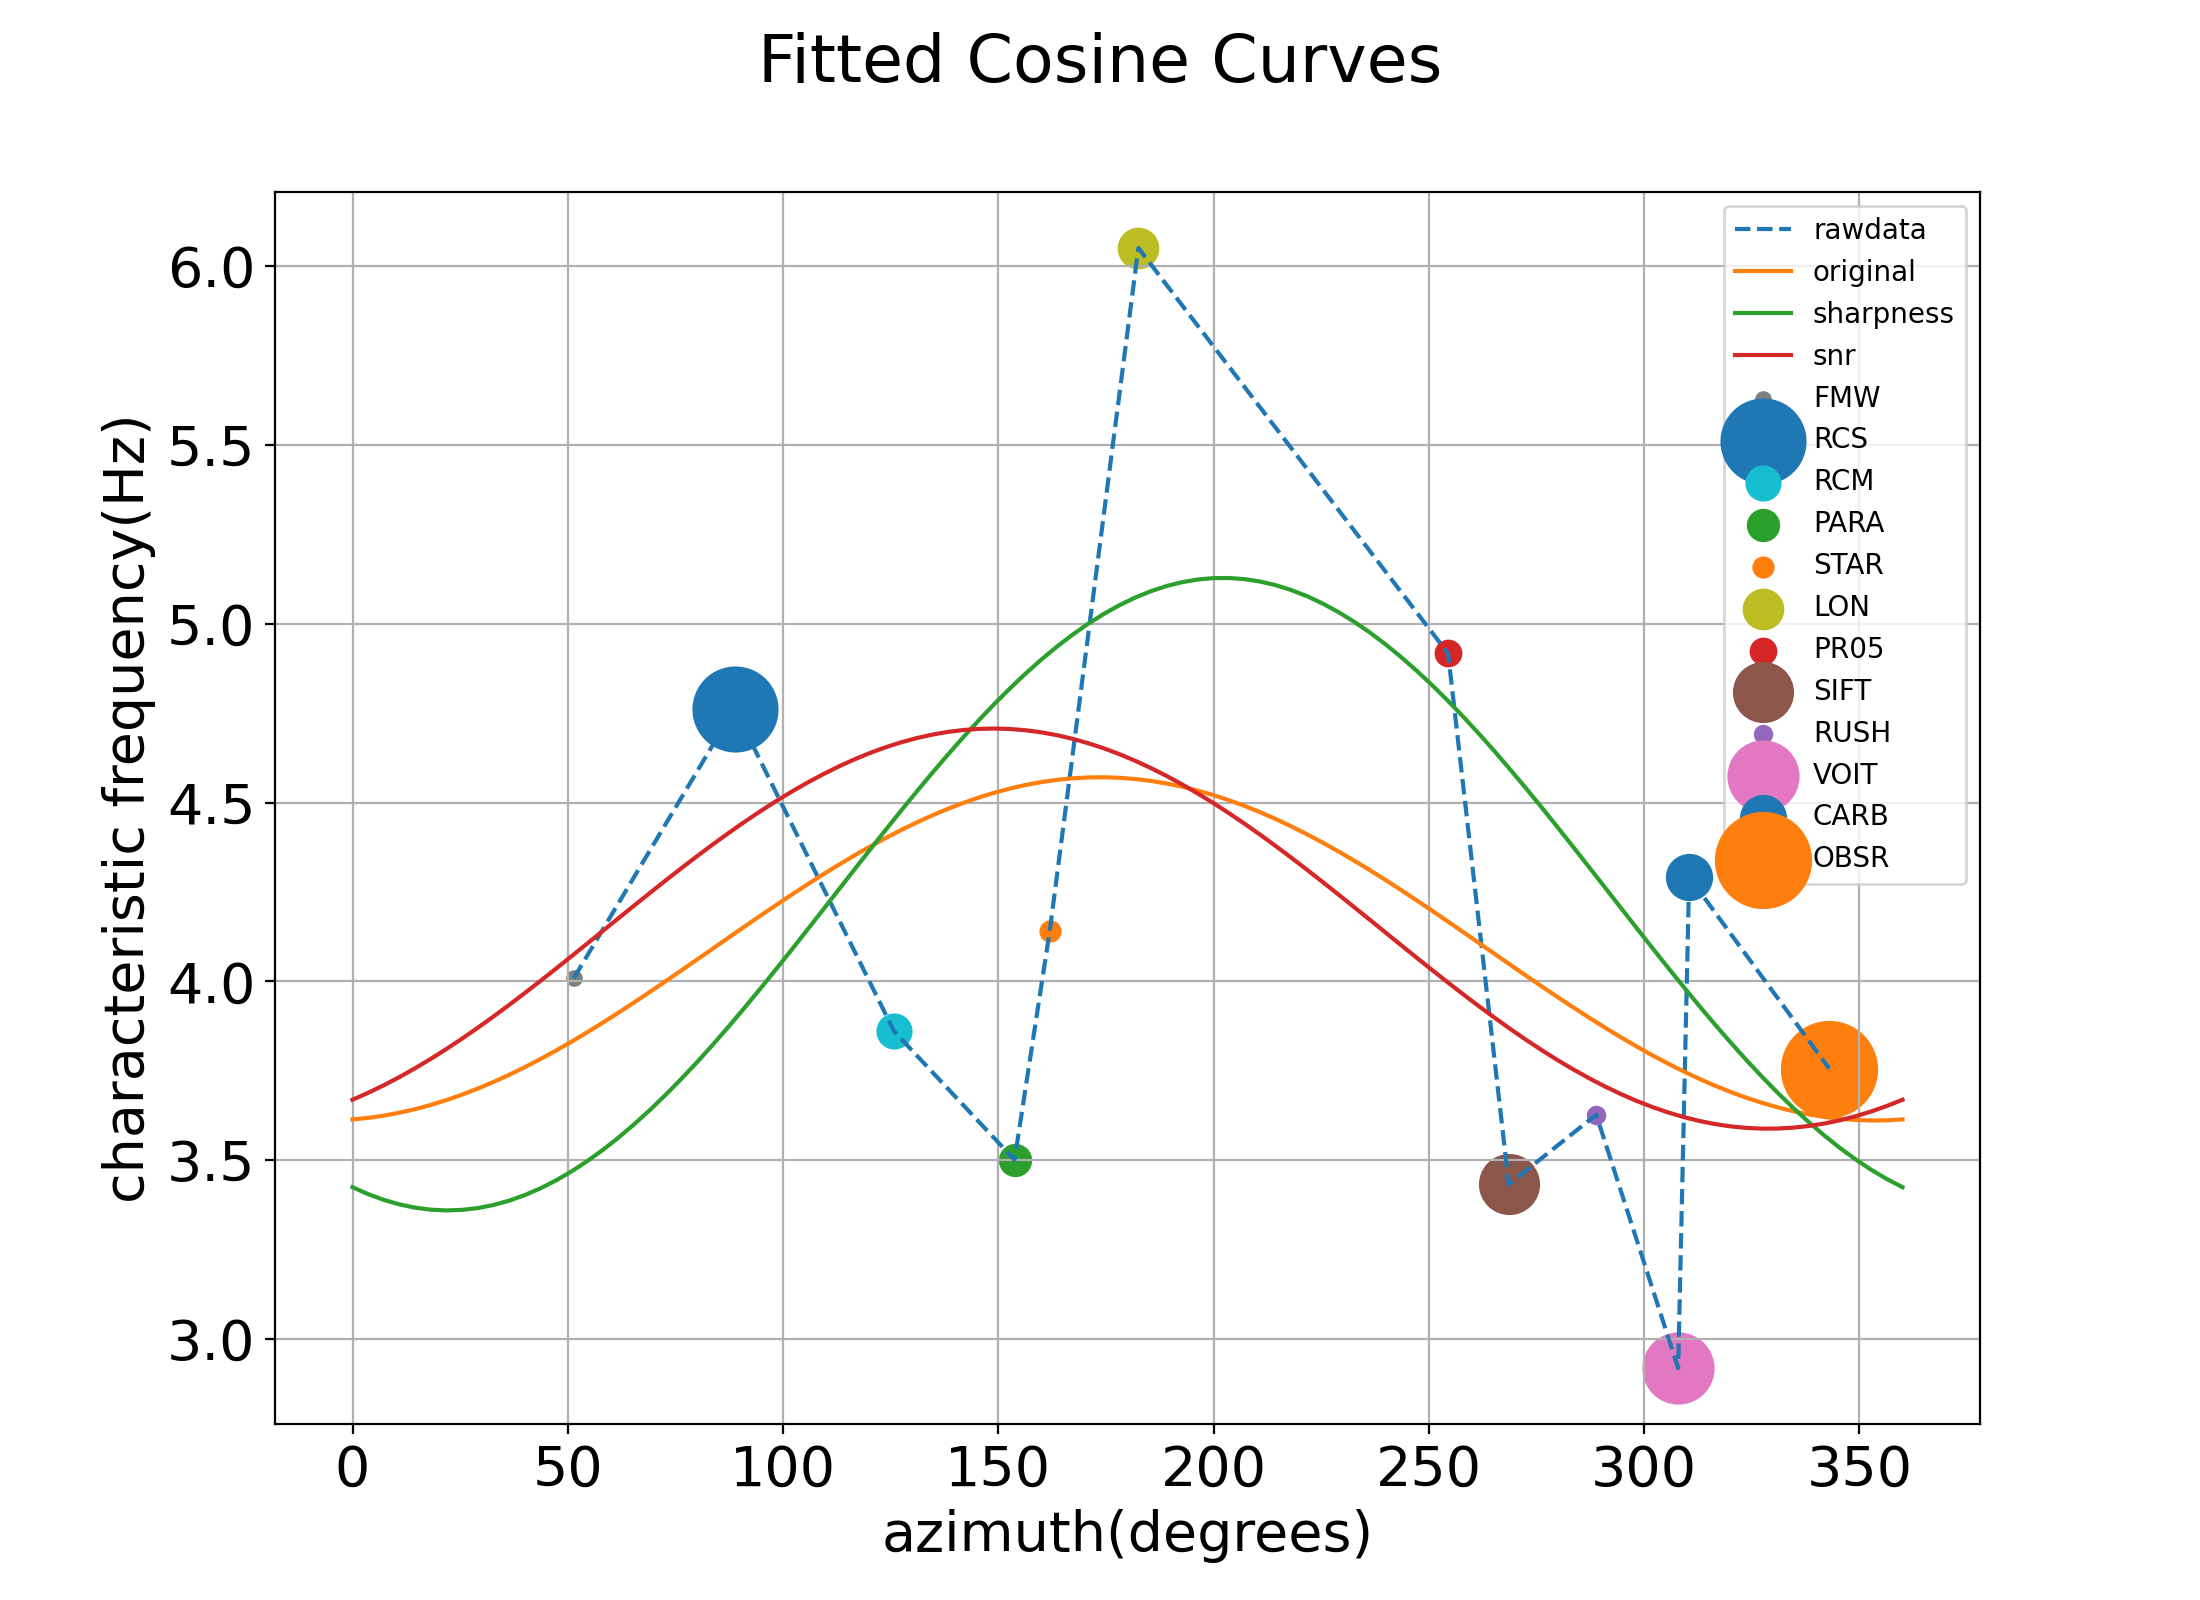 Fitted Cosine Curves
characteristic frequency(Hz)
6.0
5.5
5.0
4.5
4.0
3.5
3.0
rawdata
original
sharpness
snr
FMW
RCS
RCM
PARA
STAR
LON
PR05
SIFT
RUSH
VOIT
CARB
OBSR
0 50 100 150 200 250 300 350
azimuth(degrees)